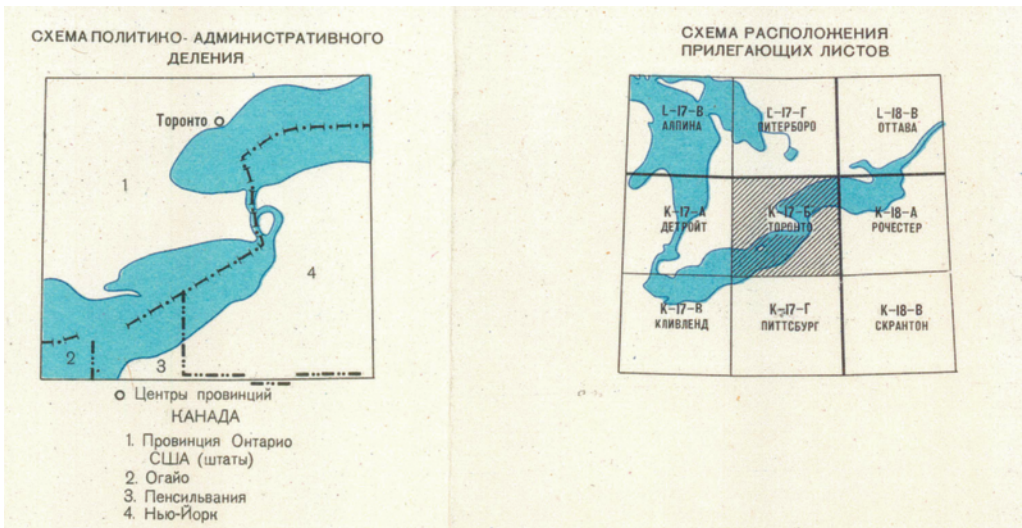 СХЕМА ПОЛИТИКО-АДМИНИСТРАТИВНОГО
ДЕЛЕНИЯ
Торонто
1
4
2
3
Центры провинций
КАНАДА
1. Провинция Онтарио
США (штаты)
2. Огайо
3. Пенсильвания
4. Нью-Йорк
СХЕМА РАСПОЛОЖЕНИЯ
ПРИЛЕГАЮЩИХ ЛИСТОВ
L-17-В
АЛПИНА
L-17-Г
ПИТЕРБОРО
L-18-В
ОТТАВА
К-17-А
ДЕТРОЙТ
К-17-Б
ТОРОНТО
К-18-А
РОЧЕСТЕР
К-17-В
КЛИВЛЕНД
К-17-Г
ПИТТСБУРГ
К-18-В
СКРАНТОН